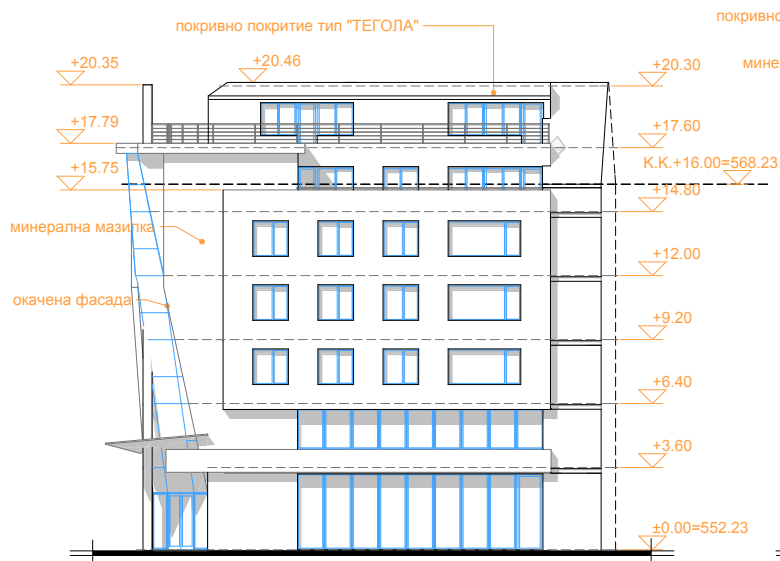 покривно
покривно покритие тип "ТЕГОЛА"
+20.35
+20.46
+20.30
мине
+17.79
+17.60
K.K.+16.00=568.23
+15.75
+14.80
минерална мазилка
+12.00
окачена фасада
+9.20
+6.40
+3.60
±0.00=552.23